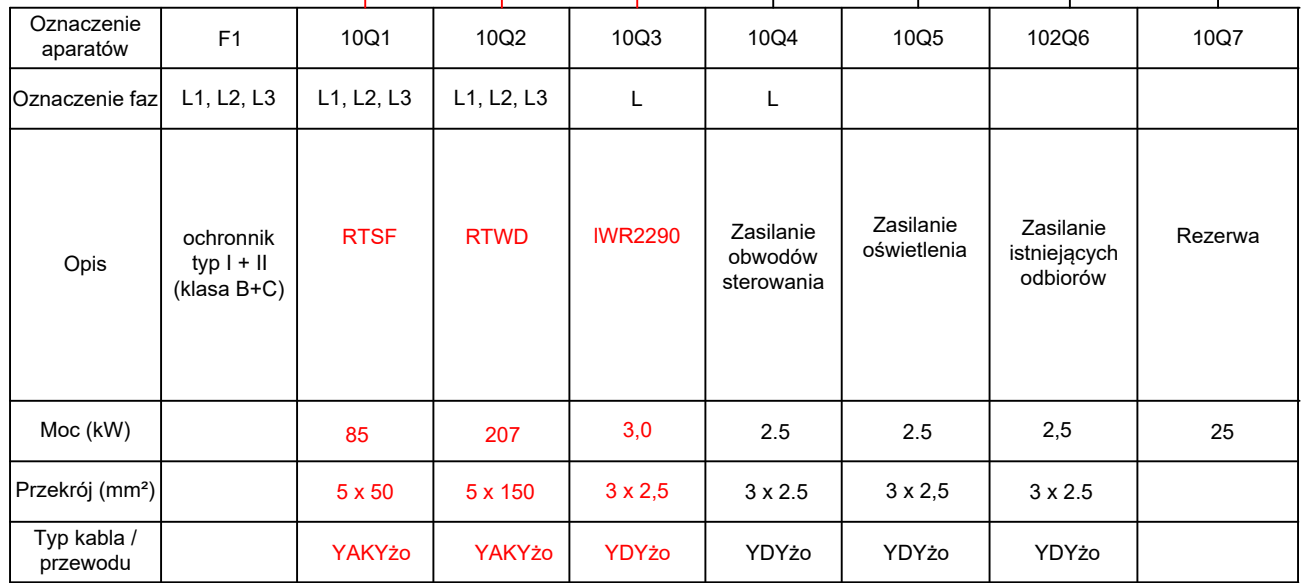 Oznaczenie
aparatów
F1
10Q1
10Q2
10Q3
10Q4
10Q5
102Q6
10Q7
Oznaczenie faz
L1, L2, L3
L1, L2, L3
L1, L2, L3
L
L
Opis
ochronnik
typ I + II
(klasa B+C)
RTSF
RTWD
IWR2290
Zasilanie
obwodów
sterowania
Zasilanie
oświetlenia
Zasilanie
istniejących
odbiorów
Rezerwa
Moc (kW)
85
207
3,0
2.5
2.5
2,5
25
Przekrój (mm²)
5 x 50
5 x 150
3 x 2,5
3 x 2.5
3 x 2,5
3 x 2.5
Typ kabla /
przewodu
YAKYżo
YAKYżo
YDYżo
YDYżo
YDYżo
YDYżo